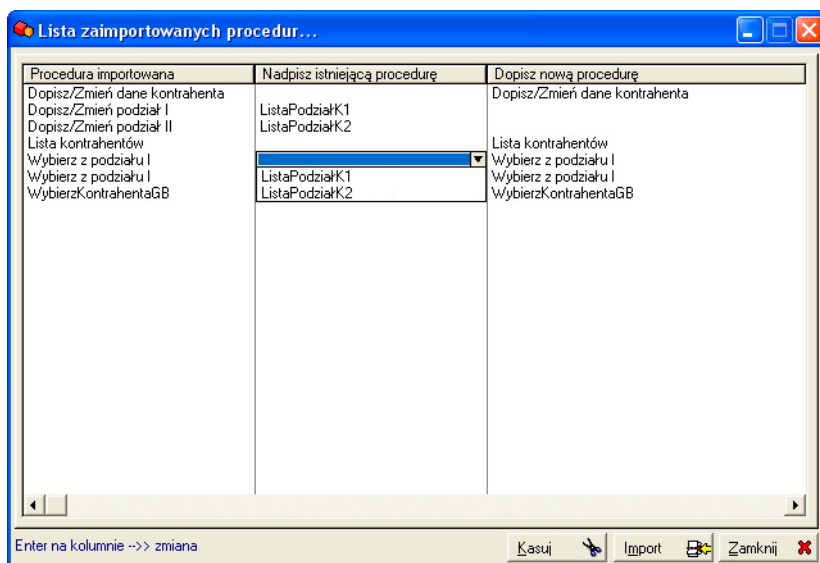 Lista zaimportowanych procedur...
Procedura importowana Nadpisz istniejącą procedurę Dopisz nową procedurę
Dopisz/Zmień dane kontrahenta Dopisz/Zmień dane kontrahenta
Dopisz/Zmień podział I ListaPodziałK1
Dopisz/Zmień podział II ListaPodziałK2
Lista kontrahentów Lista kontrahentów
Wybierz z podziału I Wybierz z podziału I
Wybierz z podziału I ListaPodziałK1 Wybierz z podziału I
WybierzKontrahentaGB ListaPodziałK2 WybierzKontrahentaGB
Enter na kolumnie -->> zmiana Kasuj Import Zamknij